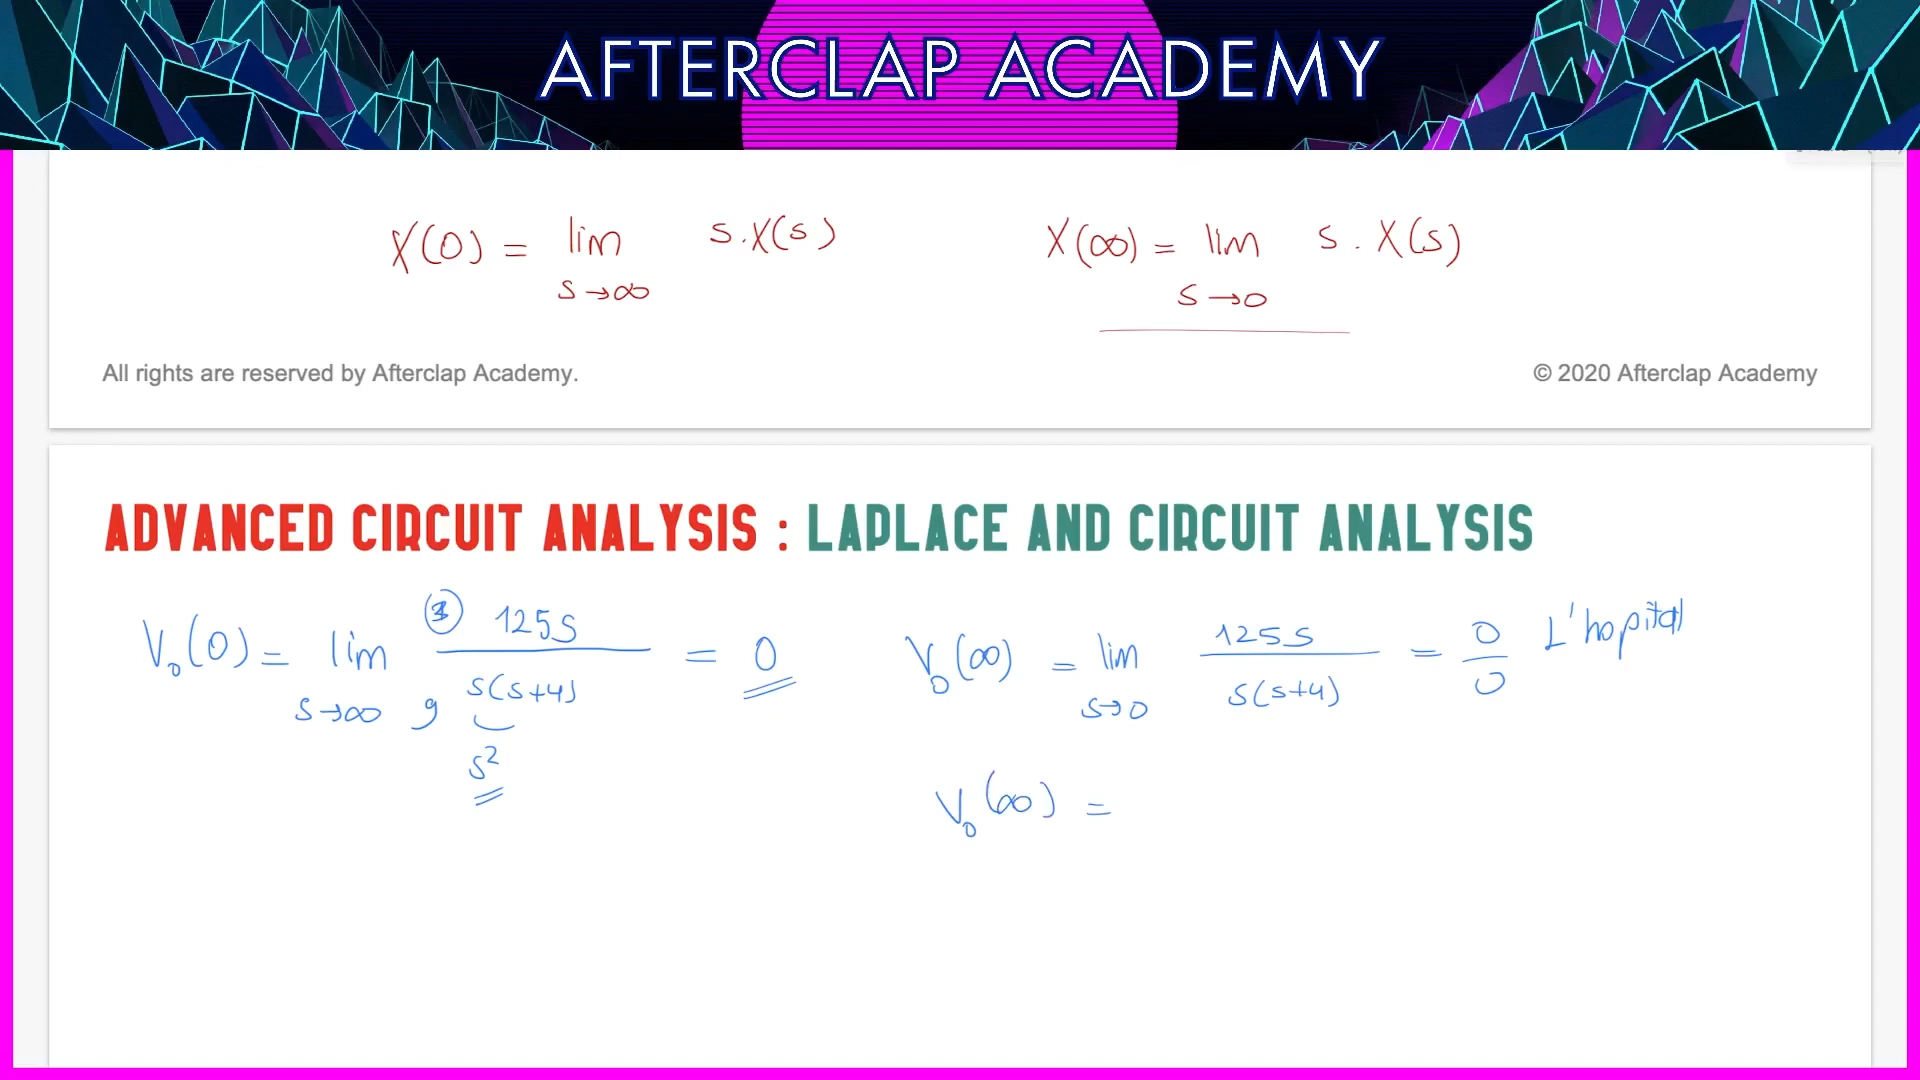 AFTERCLAP ACADEMY
X(0) = lim s→∞ s.X(s)
X(∞) = lim s→0 s.X(s)
All rights are reserved by Afterclap Academy.
© 2020 Afterclap Academy
ADVANCED CIRCUIT ANALYSIS : LAPLACE AND CIRCUIT ANALYSIS
V₀(0) = lim s→∞ 125s / s(s+4) = 0
s²
V₀(∞) = lim s→0 125s / s(s+4) = 0/0 L'hopital
V₀(∞) =